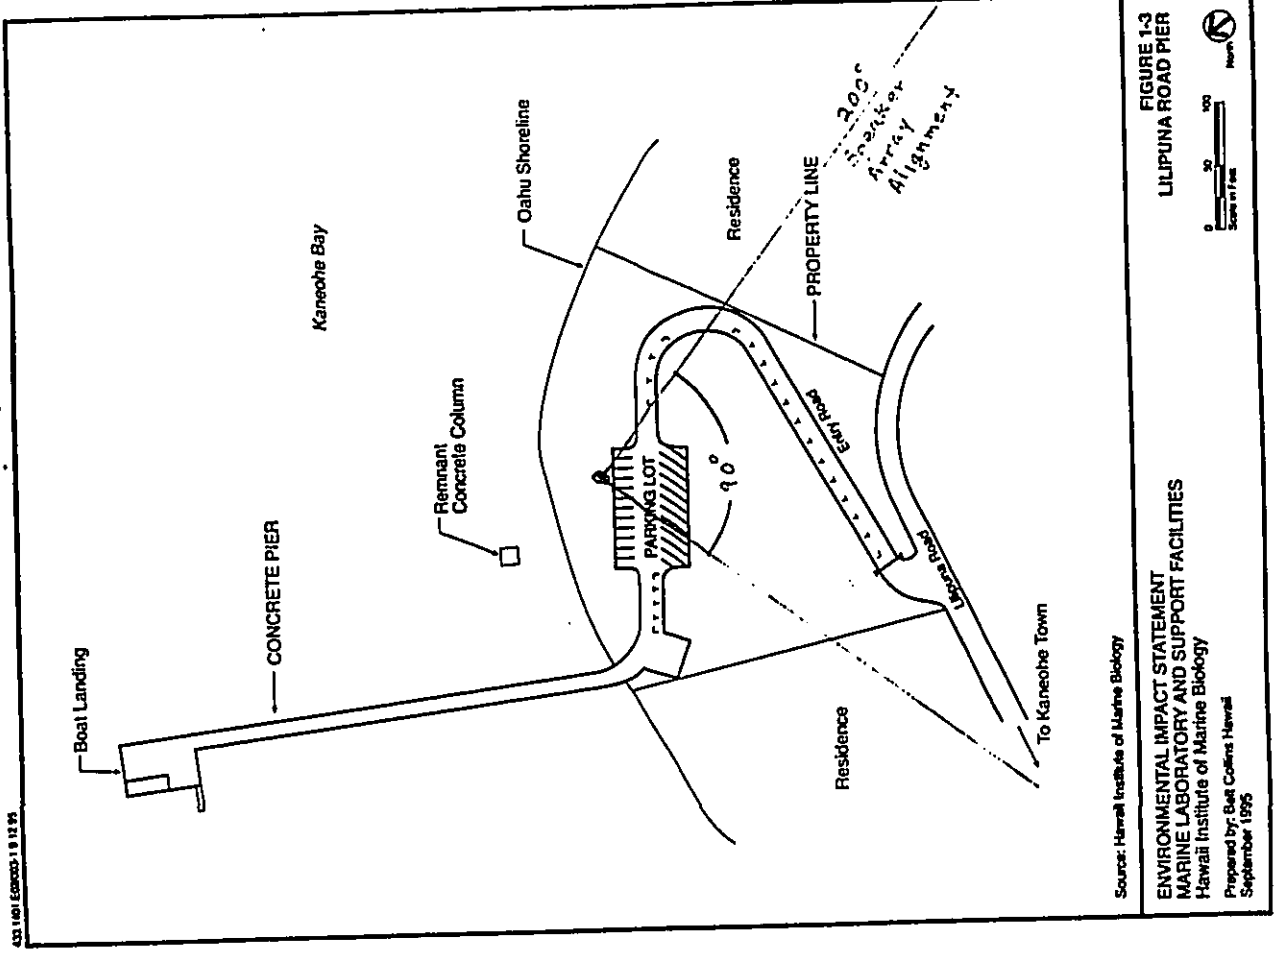 Boat Landing
CONCRETE PIER
Remnant
Concrete Column
Kaneohe Bay
Oahu Shoreline
Residence
PROPERTY LINE
200°
Speaker
Array
Alignment
PARKING LOT
90°
Entry Road
Lilipuna Road
Residence
To Kaneohe Town
Source: Hawaii Institute of Marine Biology
ENVIRONMENTAL IMPACT STATEMENT
MARINE LABORATORY AND SUPPORT FACILITIES
Hawaii Institute of Marine Biology
Prepared by: Belt Collins Hawaii
September 1995
FIGURE 1-3
LILIPUNA ROAD PIER
0 50 100
Scale in Feet
North